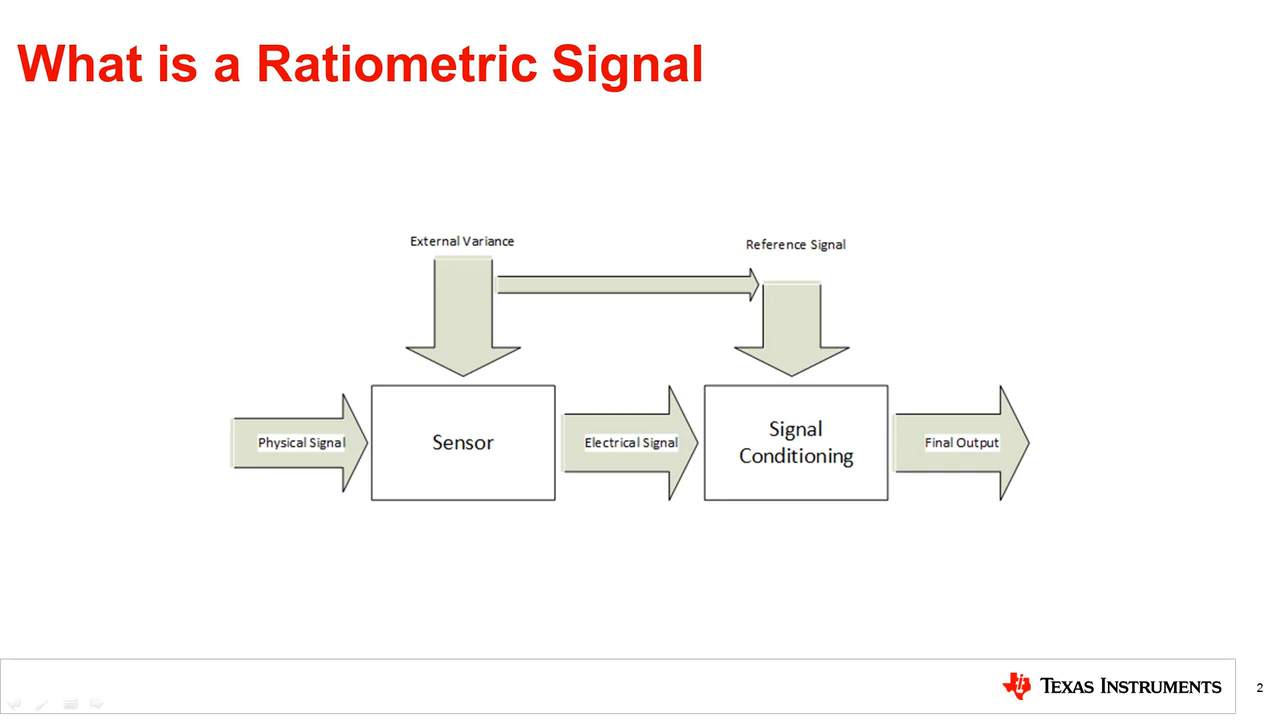 What is a Ratiometric Signal
External Variance
Reference Signal
Physical Signal
Sensor
Electrical Signal
Signal
Conditioning
Final Output
TEXAS INSTRUMENTS
2